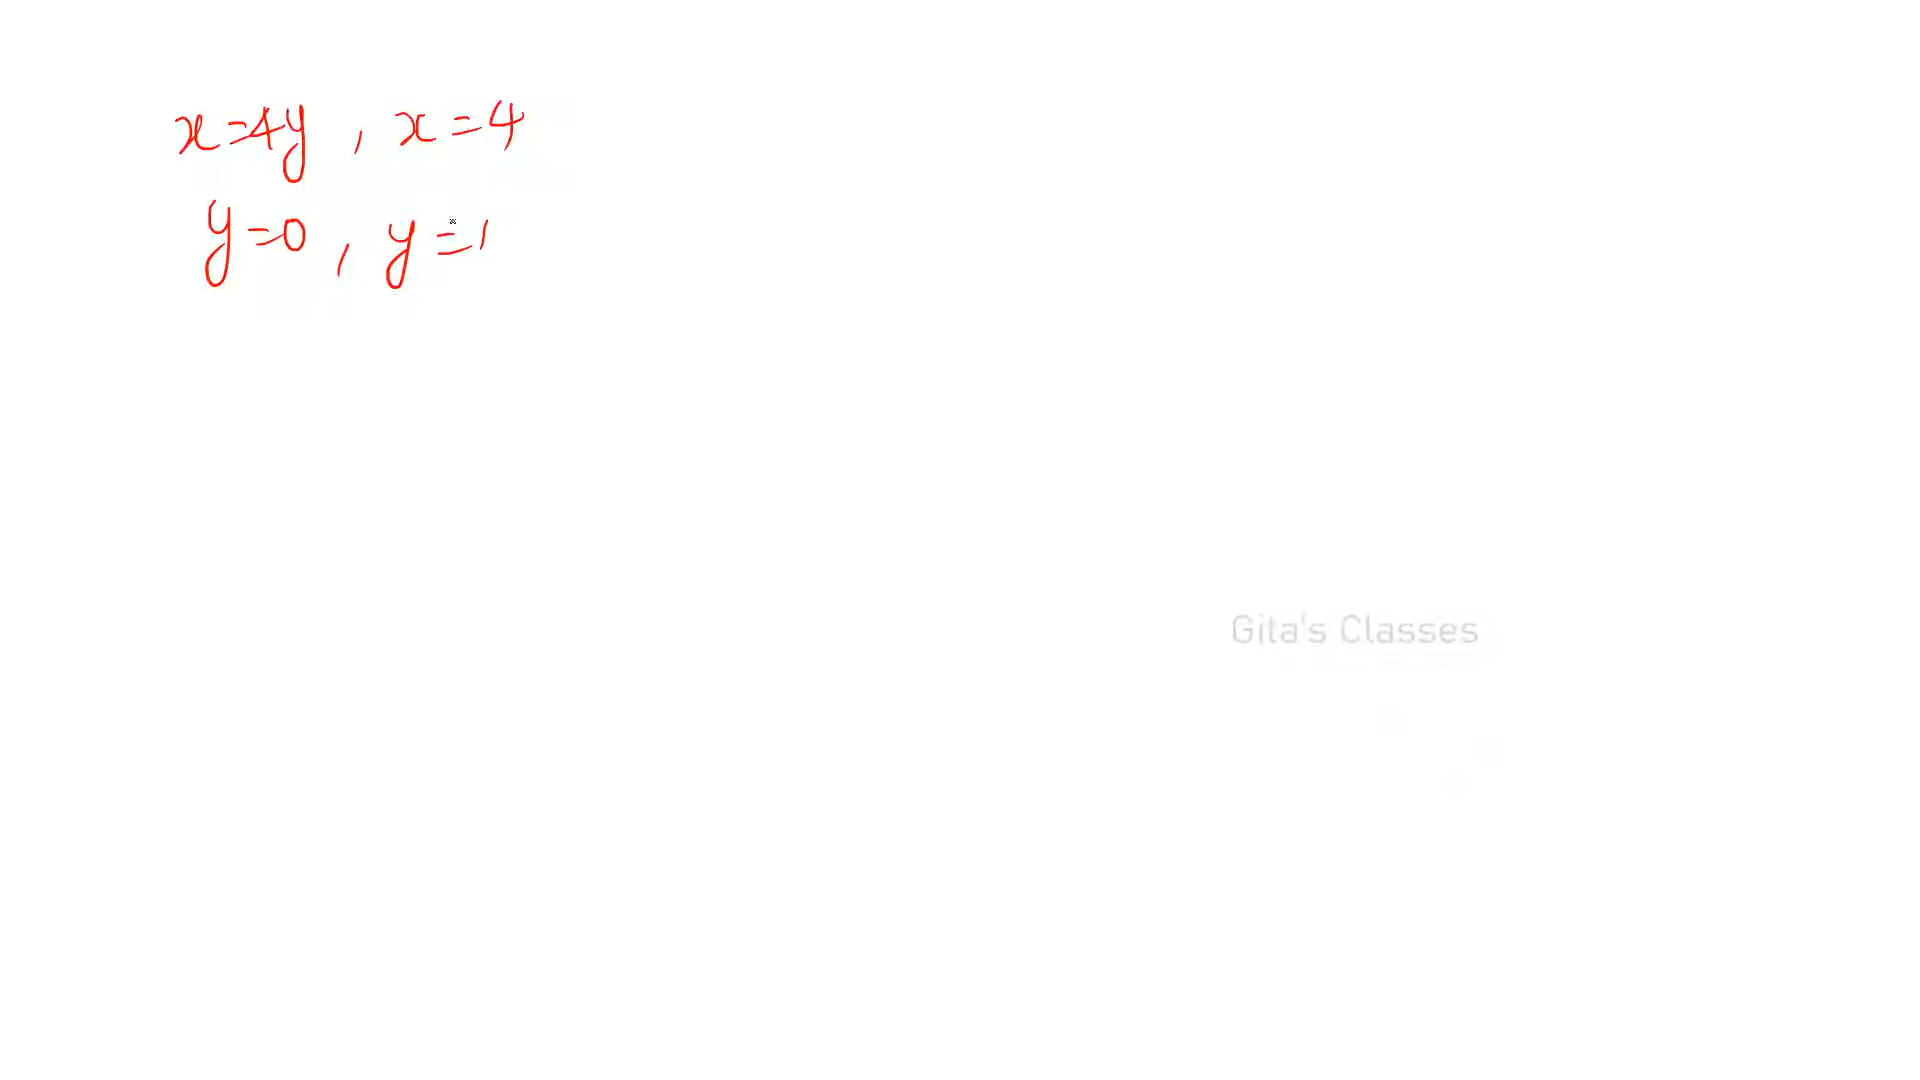 x=4y , x=4
y=0 , y=1
Gita's Classes